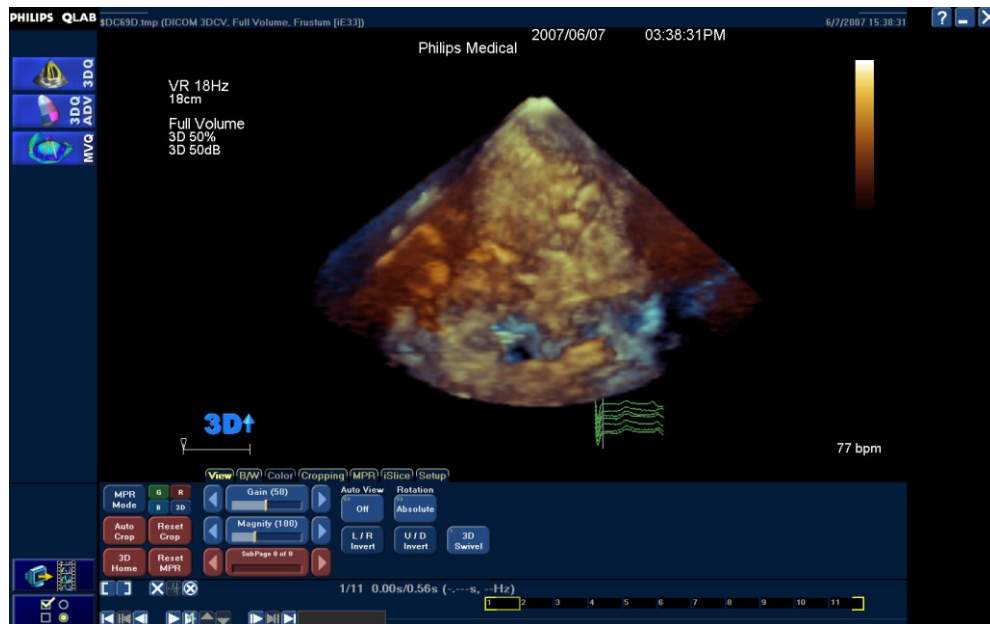 PHILIPS QLAB
$DC69D.tmp (DICOM 3DCV, Full Volume, Frustum [iE33])
6/7/2007 15:38:31
?
2007/06/07 03:38:31PM
Philips Medical
3DQ
3DQ ADV
MVQ
VR 18Hz
18cm
Full Volume
3D 50%
3D 50dB
3D
77 bpm
View B/W Color Cropping MPR iSlice Setup
MPR Mode
G R
B 3D
Gain (50)
Auto View
Off
Rotation
Absolute
Auto Crop
Reset Crop
Magnify (100)
L / R Invert
U / D Invert
3D Swivel
3D Home
Reset MPR
SubPage 0 of 0
1/11 0.00s/0.56s (-.---s, --Hz)
1 2 3 4 5 6 7 8 9 10 11